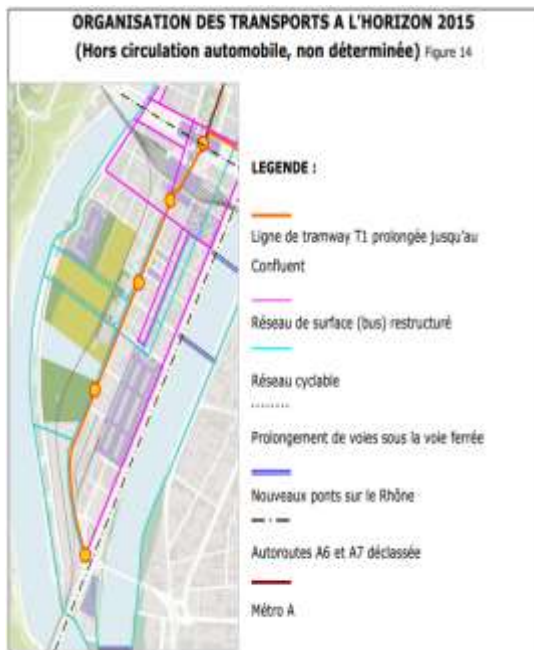 ORGANISATION DES TRANSPORTS A L'HORIZON 2015
(Hors circulation automobile, non déterminée) Figure 14
LEGENDE :
Ligne de tramway T1 prolongée jusqu'au
Confluent
Réseau de surface (bus) restructuré
Réseau cyclable
Prolongement de voies sous la voie ferrée
Nouveaux ponts sur le Rhône
Autoroutes A6 et A7 déclassée
Métro A